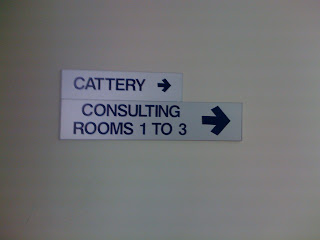 CATTERY
CONSULTING
ROOMS 1 TO 3